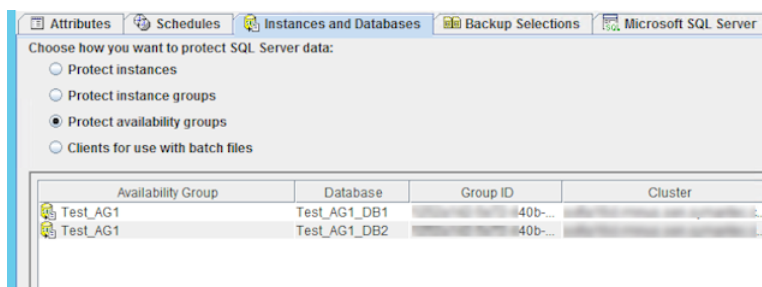 Attributes Schedules Instances and Databases Backup Selections Microsoft SQL Server
Choose how you want to protect SQL Server data:
Protect instances
Protect instance groups
Protect availability groups
Clients for use with batch files
Availability Group Database Group ID Cluster
Test_AG1 Test_AG1_DB1 40b-...
Test_AG1 Test_AG1_DB2 40b-...